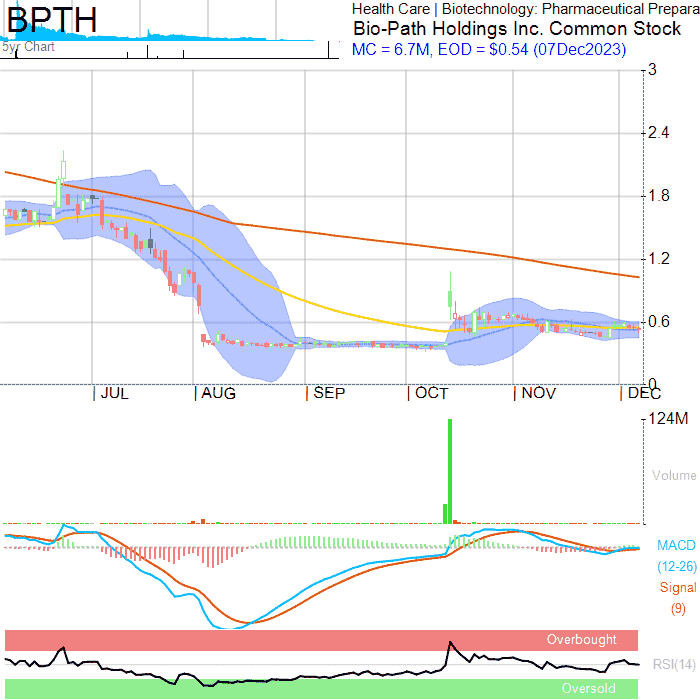 BPTH
5yr Chart
Health Care | Biotechnology: Pharmaceutical Prepara
Bio-Path Holdings Inc. Common Stock
MC = 6.7M, EOD = $0.54 (07Dec2023)
3
2.4
1.8
1.2
0.6
0
JUL
AUG
SEP
OCT
NOV
DEC
124M
Volume
MACD
(12-26)
Signal
(9)
Overbought
RSI(14)
Oversold